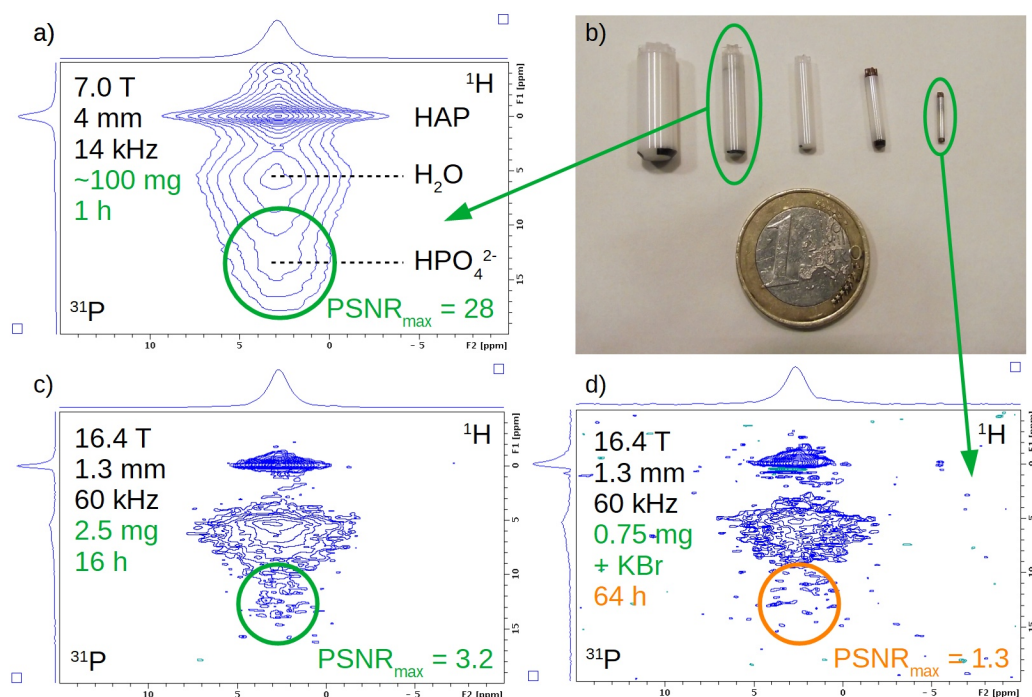 a)
7.0 T
4 mm
14 kHz
~100 mg
1 h
¹H
HAP
H₂O
HPO₄²⁻
³¹P
PSNRmax = 28
F1 [ppm]
0
5
10
15
10
5
0
– 5
F2 [ppm]
b)
1
c)
16.4 T
1.3 mm
60 kHz
2.5 mg
16 h
¹H
³¹P
PSNRmax = 3.2
F1 [ppm]
0
5
10
15
10
5
0
– 5
F2 [ppm]
d)
16.4 T
1.3 mm
60 kHz
0.75 mg
+ KBr
64 h
¹H
³¹P
PSNRmax = 1.3
F1 [ppm]
0
5
10
15
10
5
0
– 5
F2 [ppm]